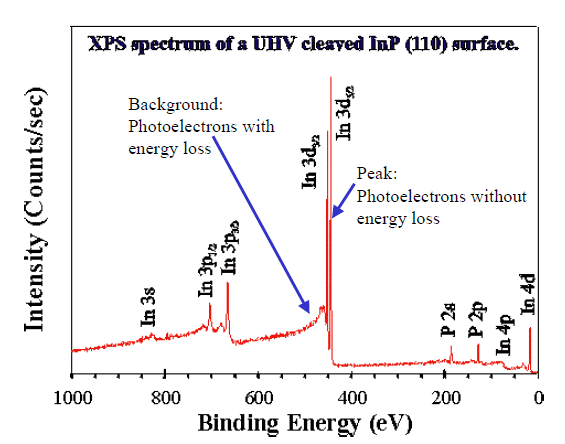 XPS spectrum of a UHV cleaved InP (110) surface.
Background:
Photoelectrons with
energy loss
Peak:
Photoelectrons without
energy loss
In 3s
In 3p1/2
In 3p3/2
In 3d3/2
In 3d5/2
P 2s
P 2p
In 4p
In 4d
Intensity (Counts/sec)
1000 800 600 400 200 0
Binding Energy (eV)